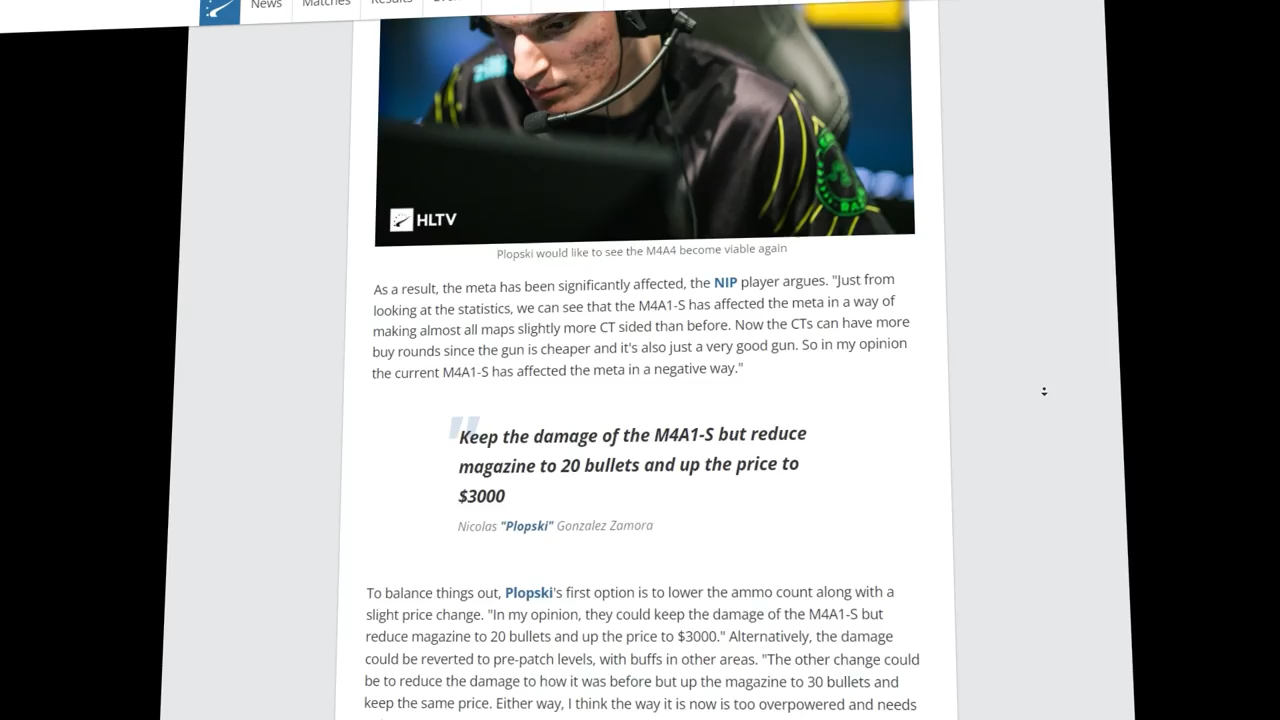 News Matches Results
HLTV
Plopski would like to see the M4A4 become viable again
As a result, the meta has been significantly affected, the NIP player argues. "Just from
looking at the statistics, we can see that the M4A1-S has affected the meta in a way of
making almost all maps slightly more CT sided than before. Now the CTs can have more
buy rounds since the gun is cheaper and it's also just a very good gun. So in my opinion
the current M4A1-S has affected the meta in a negative way."
"
Keep the damage of the M4A1-S but reduce
magazine to 20 bullets and up the price to
$3000
Nicolas "Plopski" Gonzalez Zamora
To balance things out, Plopski's first option is to lower the ammo count along with a
slight price change. "In my opinion, they could keep the damage of the M4A1-S but
reduce magazine to 20 bullets and up the price to $3000." Alternatively, the damage
could be reverted to pre-patch levels, with buffs in other areas. "The other change could
be to reduce the damage to how it was before but up the magazine to 30 bullets and
keep the same price. Either way, I think the way it is now is too overpowered and needs